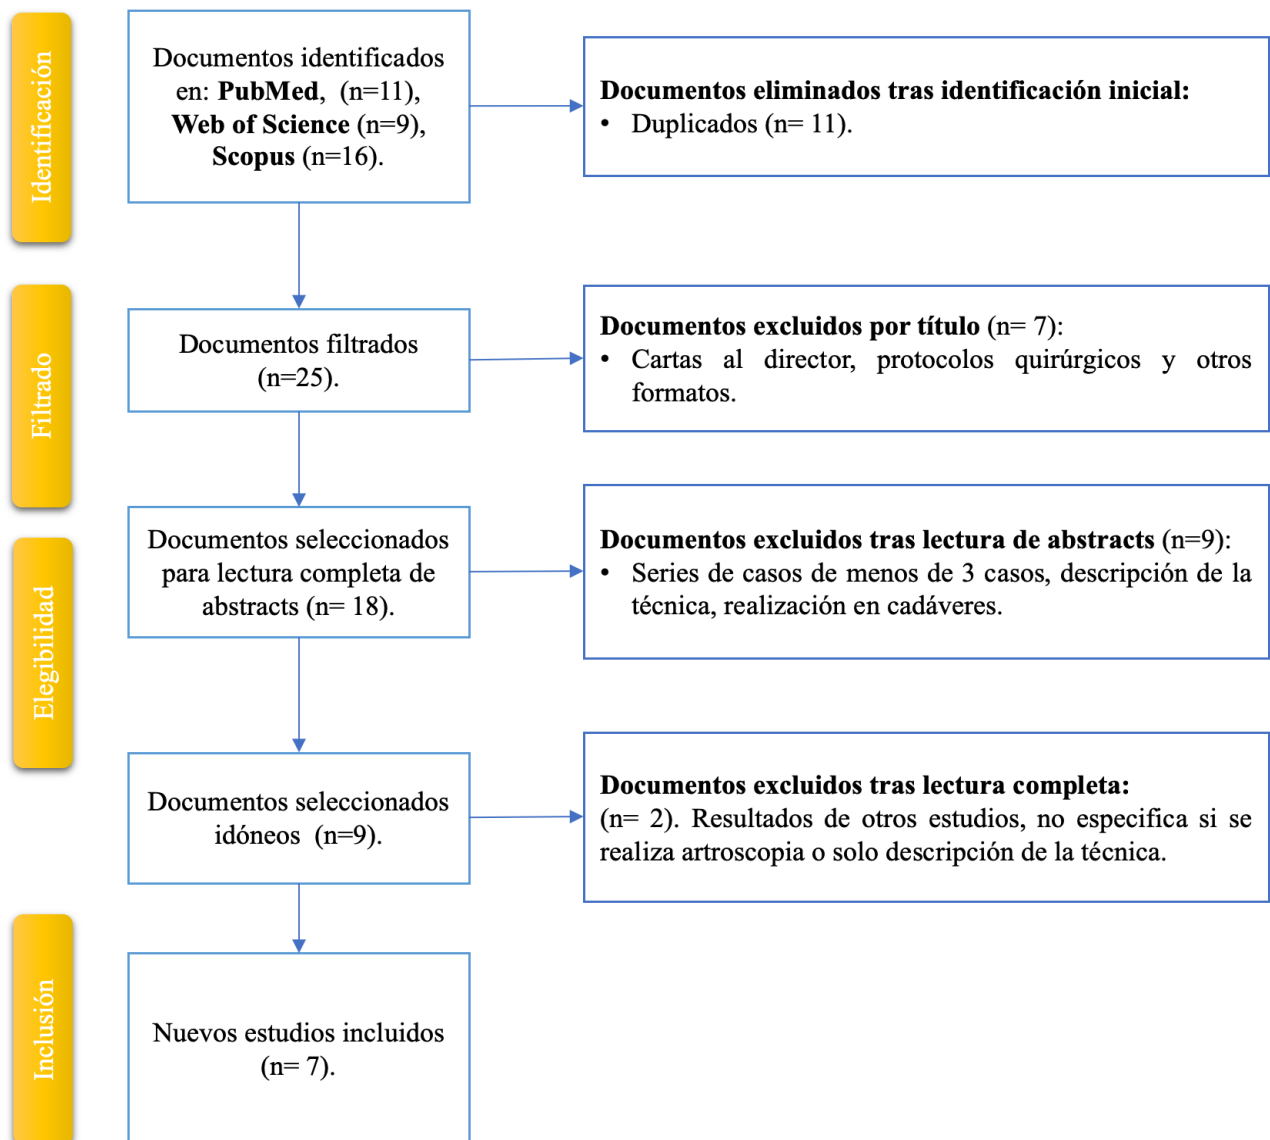 Identificación
Documentos identificados
en: PubMed, (n=11),
Web of Science (n=9),
Scopus (n=16).
Documentos eliminados tras identificación inicial:
• Duplicados (n= 11).
Filtrado
Documentos filtrados
(n=25).
Documentos excluidos por título (n= 7):
• Cartas al director, protocolos quirúrgicos y otros
formatos.
Elegibilidad
Documentos seleccionados
para lectura completa de
abstracts (n= 18).
Documentos excluidos tras lectura de abstracts (n=9):
• Series de casos de menos de 3 casos, descripción de la
técnica, realización en cadáveres.
Documentos seleccionados
idóneos (n=9).
Documentos excluidos tras lectura completa:
(n= 2). Resultados de otros estudios, no especifica si se
realiza artroscopia o solo descripción de la técnica.
Inclusión
Nuevos estudios incluidos
(n= 7).